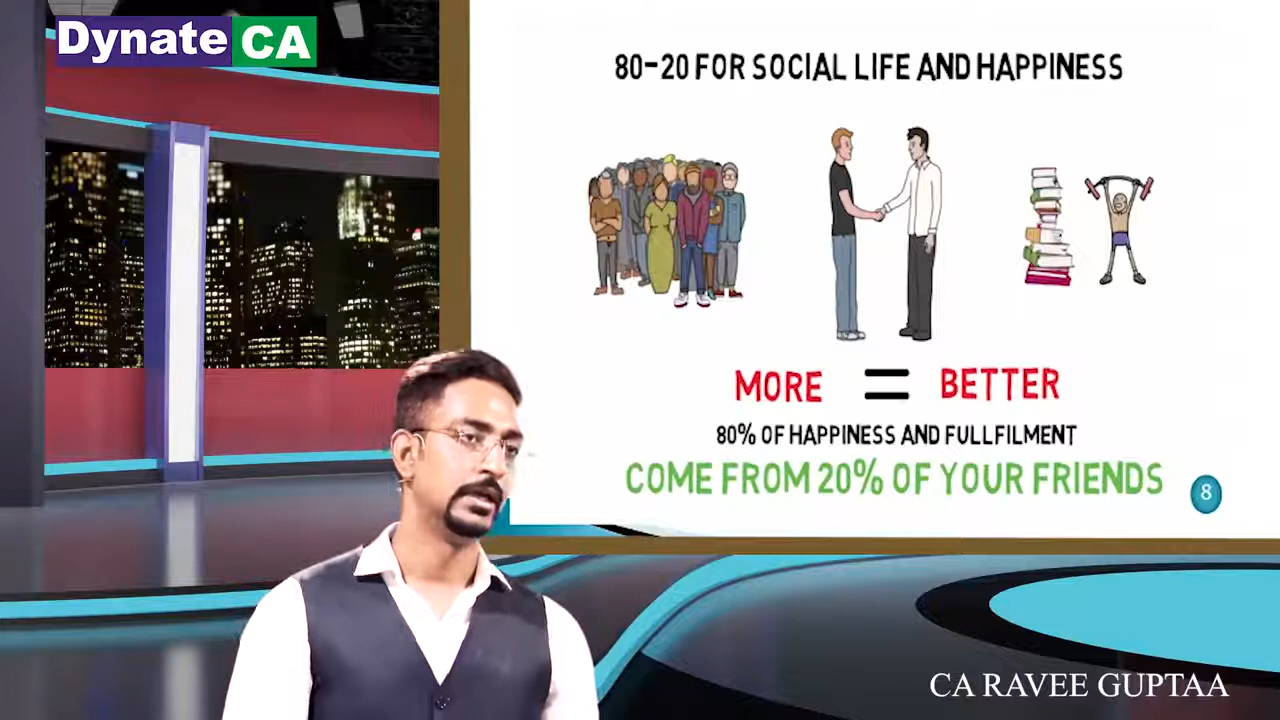 Dynate CA
80-20 FOR SOCIAL LIFE AND HAPPINESS
MORE = BETTER
80% OF HAPPINESS AND FULLFILMENT
COME FROM 20% OF YOUR FRIENDS
8
CA RAVEE GUPTAA